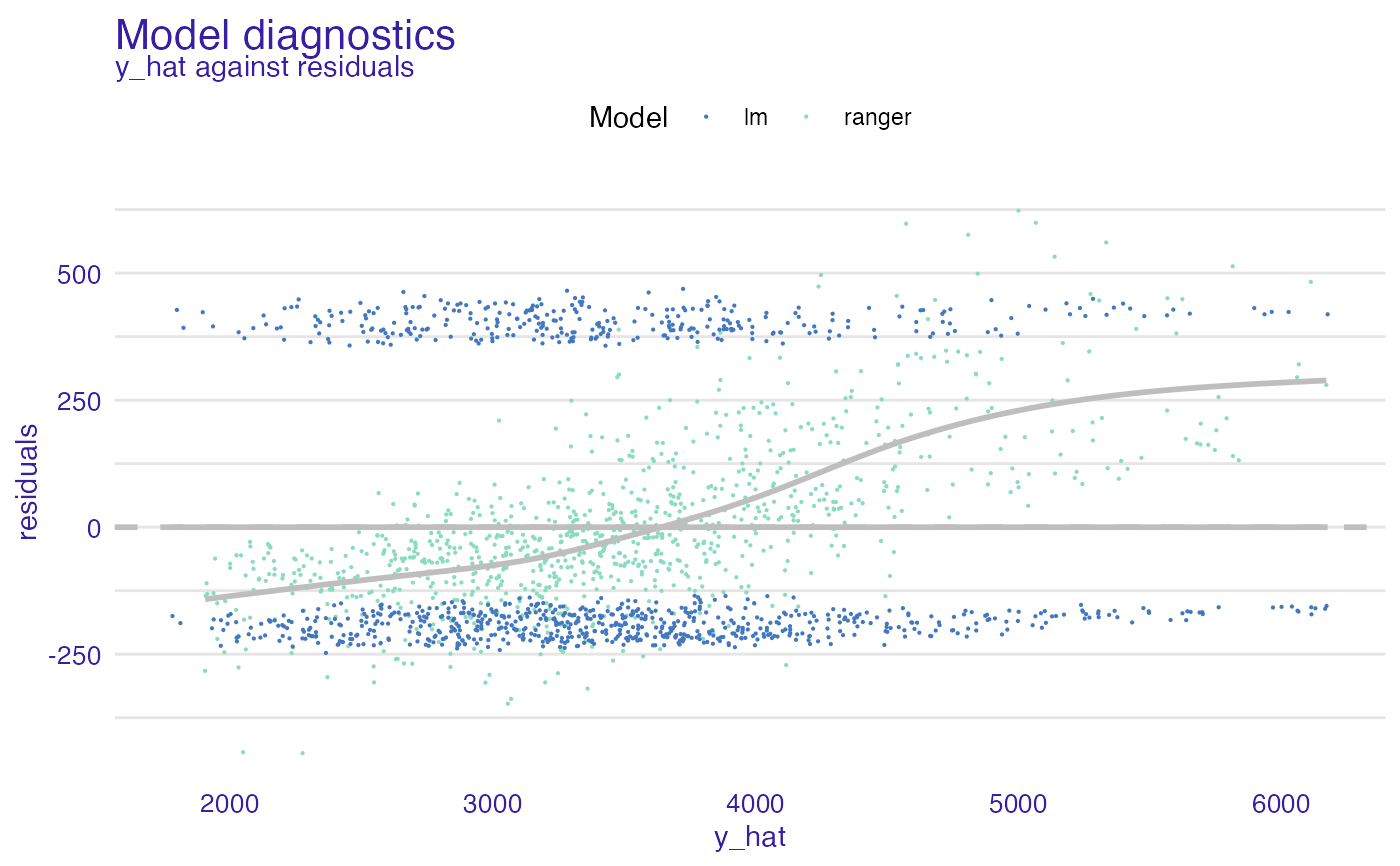 Model diagnostics
y_hat against residuals
Model lm ranger
500
250
0
-250
residuals
2000 3000 4000 5000 6000
y_hat